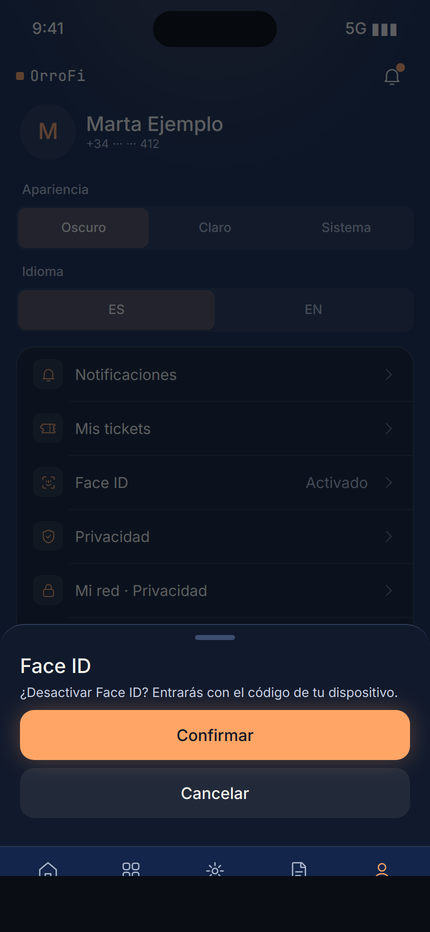 9:41
5G
OrroFi
M
Marta Ejemplo
+34 ··· ··· 412
Apariencia
Oscuro
Claro
Sistema
Idioma
ES
EN
Notificaciones
Mis tickets
Face ID
Activado
Privacidad
Mi red · Privacidad
Face ID
¿Desactivar Face ID? Entrarás con el código de tu dispositivo.
Confirmar
Cancelar